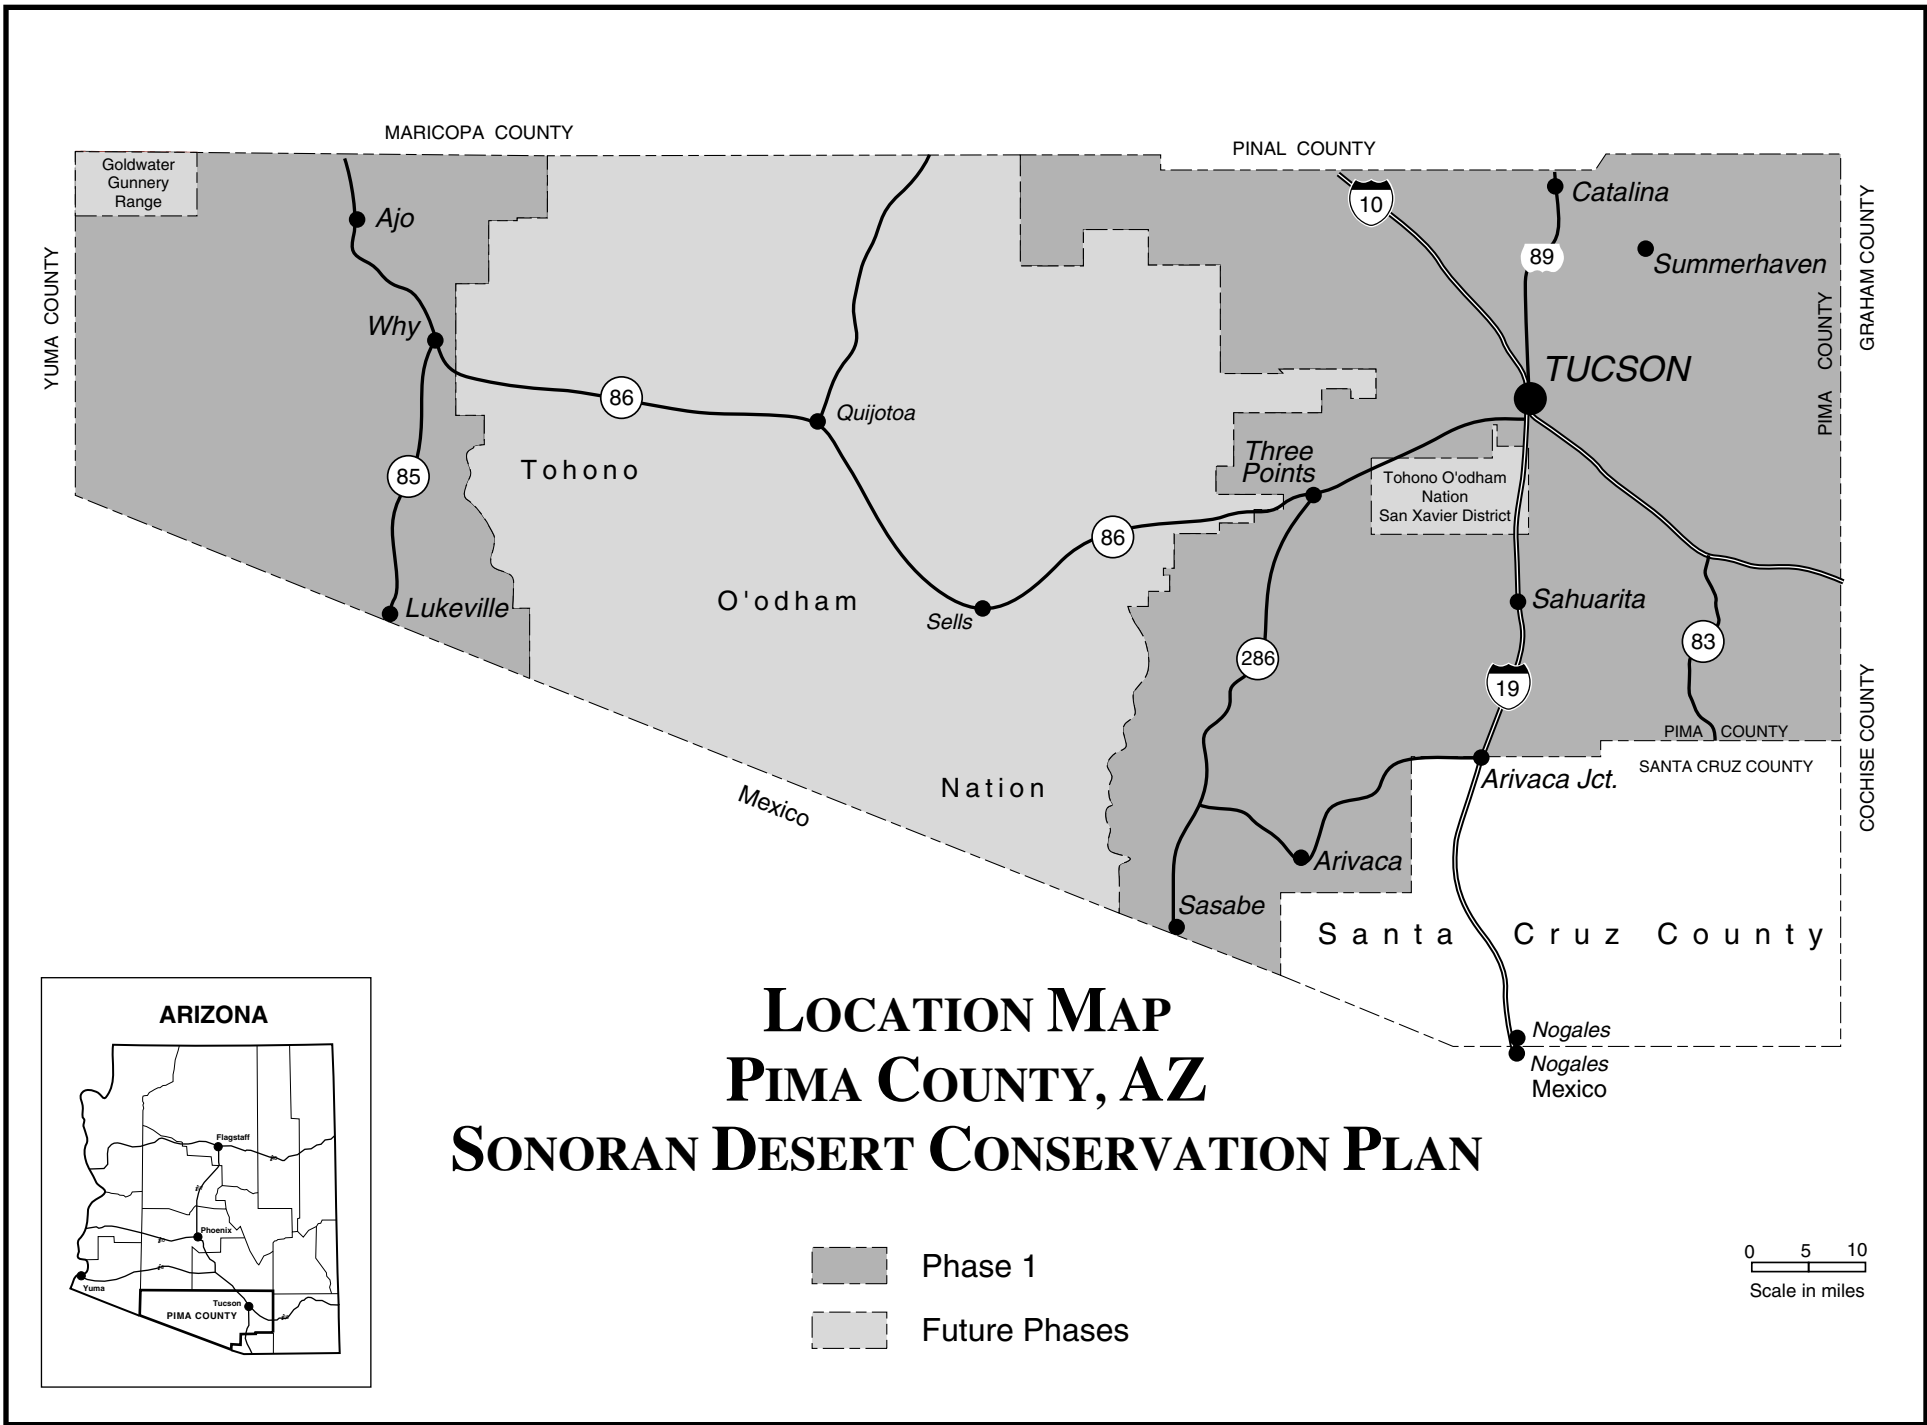 MARICOPA COUNTY
PINAL COUNTY
Goldwater
Gunnery
Range
YUMA COUNTY
GRAHAM COUNTY
PIMA COUNTY
COCHISE COUNTY
Ajo
Why
10
Catalina
89
Summerhaven
TUCSON
86
Quijotoa
85
Tohono
Three
Points
Tohono O'odham
Nation
San Xavier District
86
Lukeville
O'odham
Sells
Sahuarita
286
83
19
PIMA COUNTY
SANTA CRUZ COUNTY
Arivaca Jct.
Nation
Mexico
Arivaca
Sasabe
Santa Cruz County
Nogales
Nogales
Mexico
LOCATION MAP
PIMA COUNTY, AZ
SONORAN DESERT CONSERVATION PLAN
ARIZONA
Flagstaff
Phoenix
Yuma
Tucson
PIMA COUNTY
Phase 1
Future Phases
0 5 10
Scale in miles